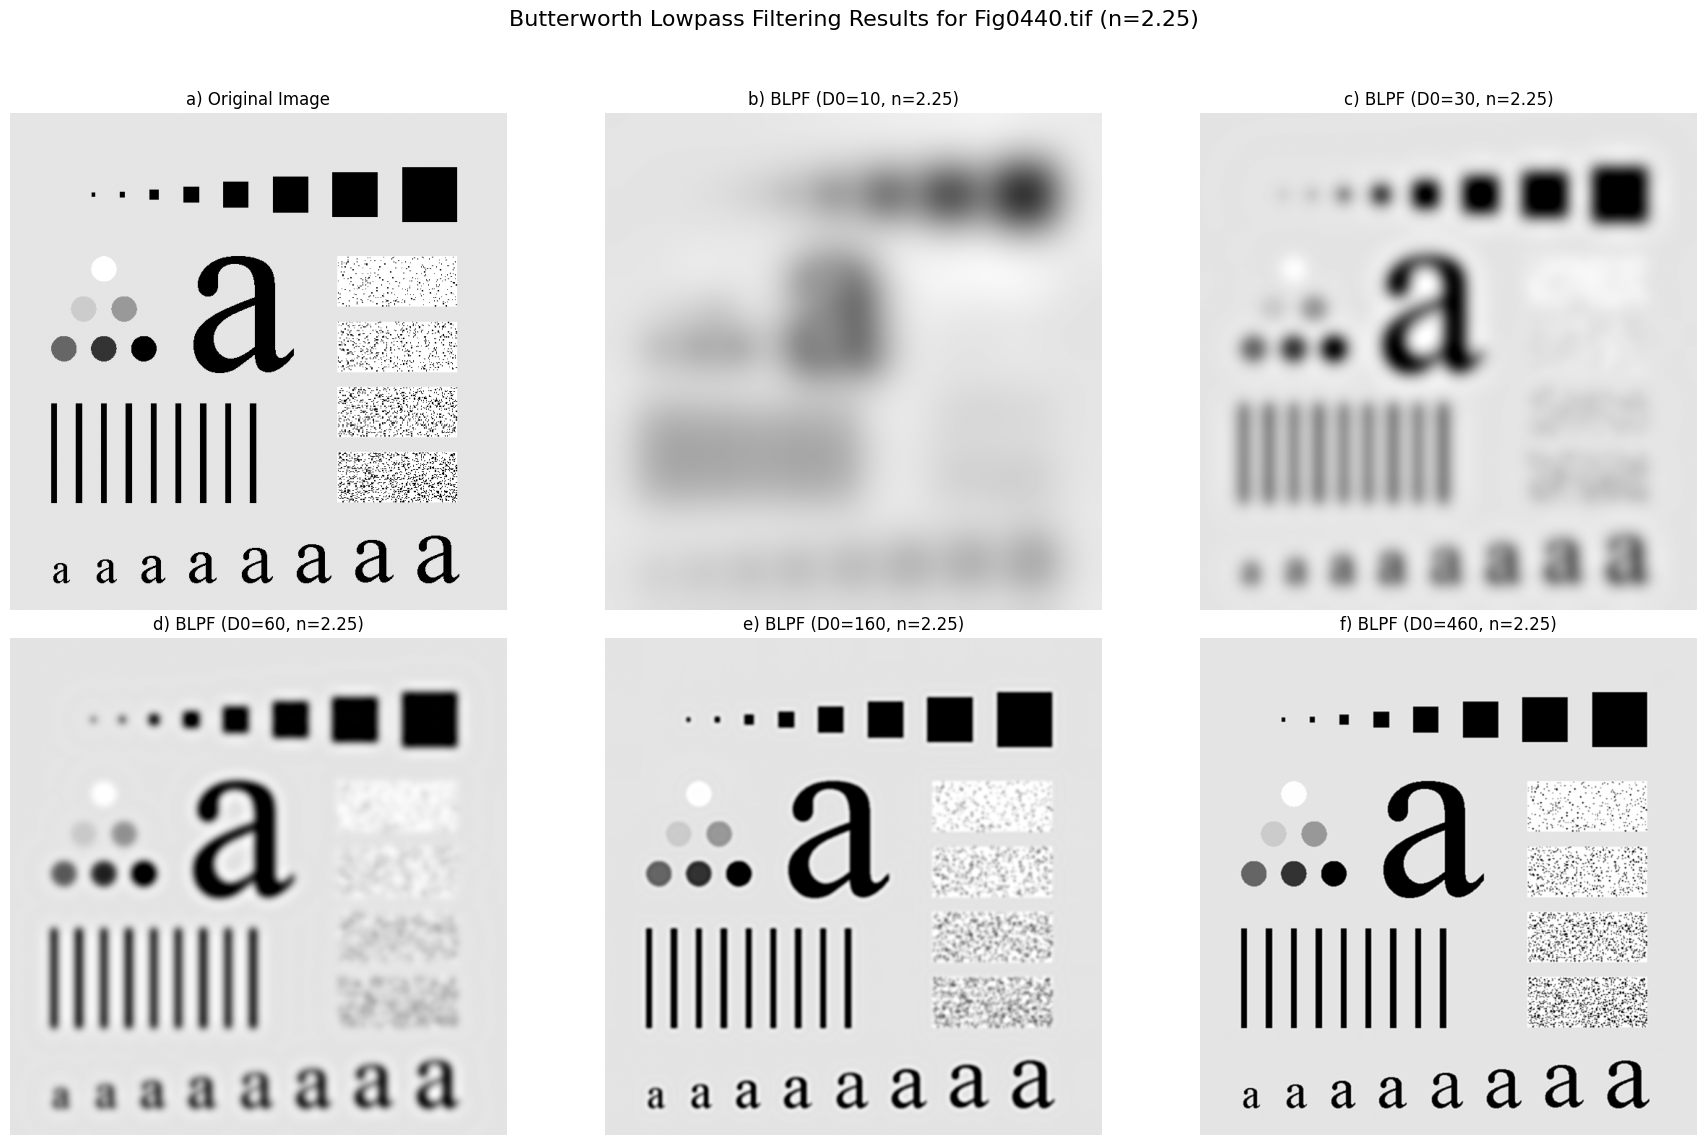 Butterworth Lowpass Filtering Results for Fig0440.tif (n=2.25)
a) Original Image
b) BLPF (D0=10, n=2.25)
c) BLPF (D0=30, n=2.25)
a
a a a a a a a a
a
a a a a a a a a
d) BLPF (D0=60, n=2.25)
e) BLPF (D0=160, n=2.25)
f) BLPF (D0=460, n=2.25)
a
a a a a a a a a
a
a a a a a a a a
a
a a a a a a a a